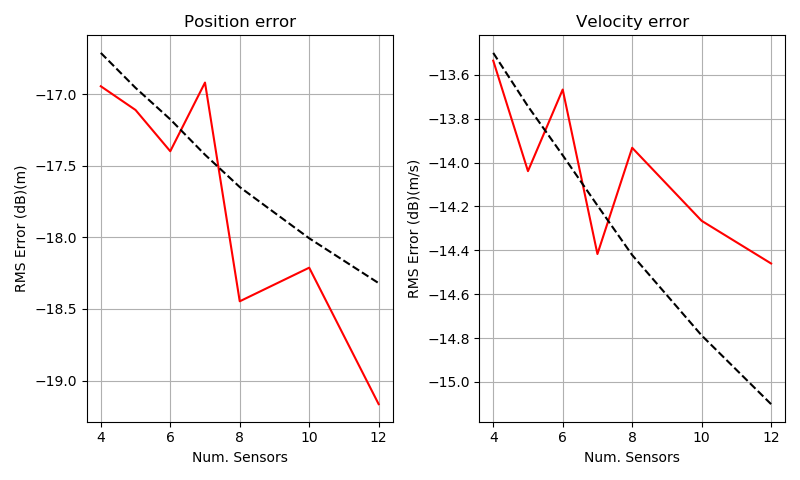 Position error
RMS Error (dB)(m)
−17.0
−17.5
−18.0
−18.5
−19.0
4 6 8 10 12
Num. Sensors
Velocity error
RMS Error (dB)(m/s)
−13.6
−13.8
−14.0
−14.2
−14.4
−14.6
−14.8
−15.0
4 6 8 10 12
Num. Sensors